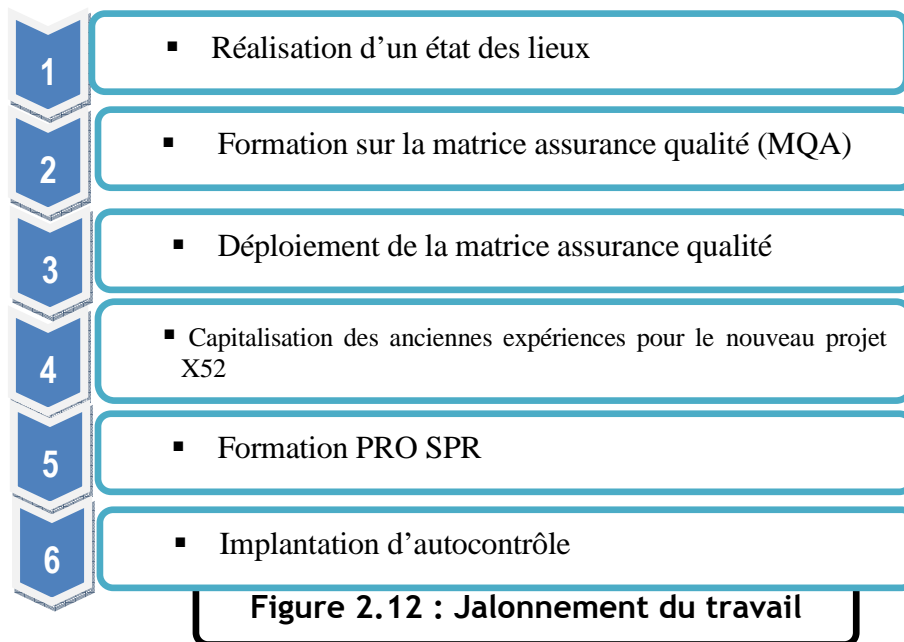 1 ▪ Réalisation d’un état des lieux
2 ▪ Formation sur la matrice assurance qualité (MQA)
3 ▪ Déploiement de la matrice assurance qualité
4 ▪ Capitalisation des anciennes expériences pour le nouveau projet
X52
5 ▪ Formation PRO SPR
6 ▪ Implantation d’autocontrôle
Figure 2.12 : Jalonnement du travail